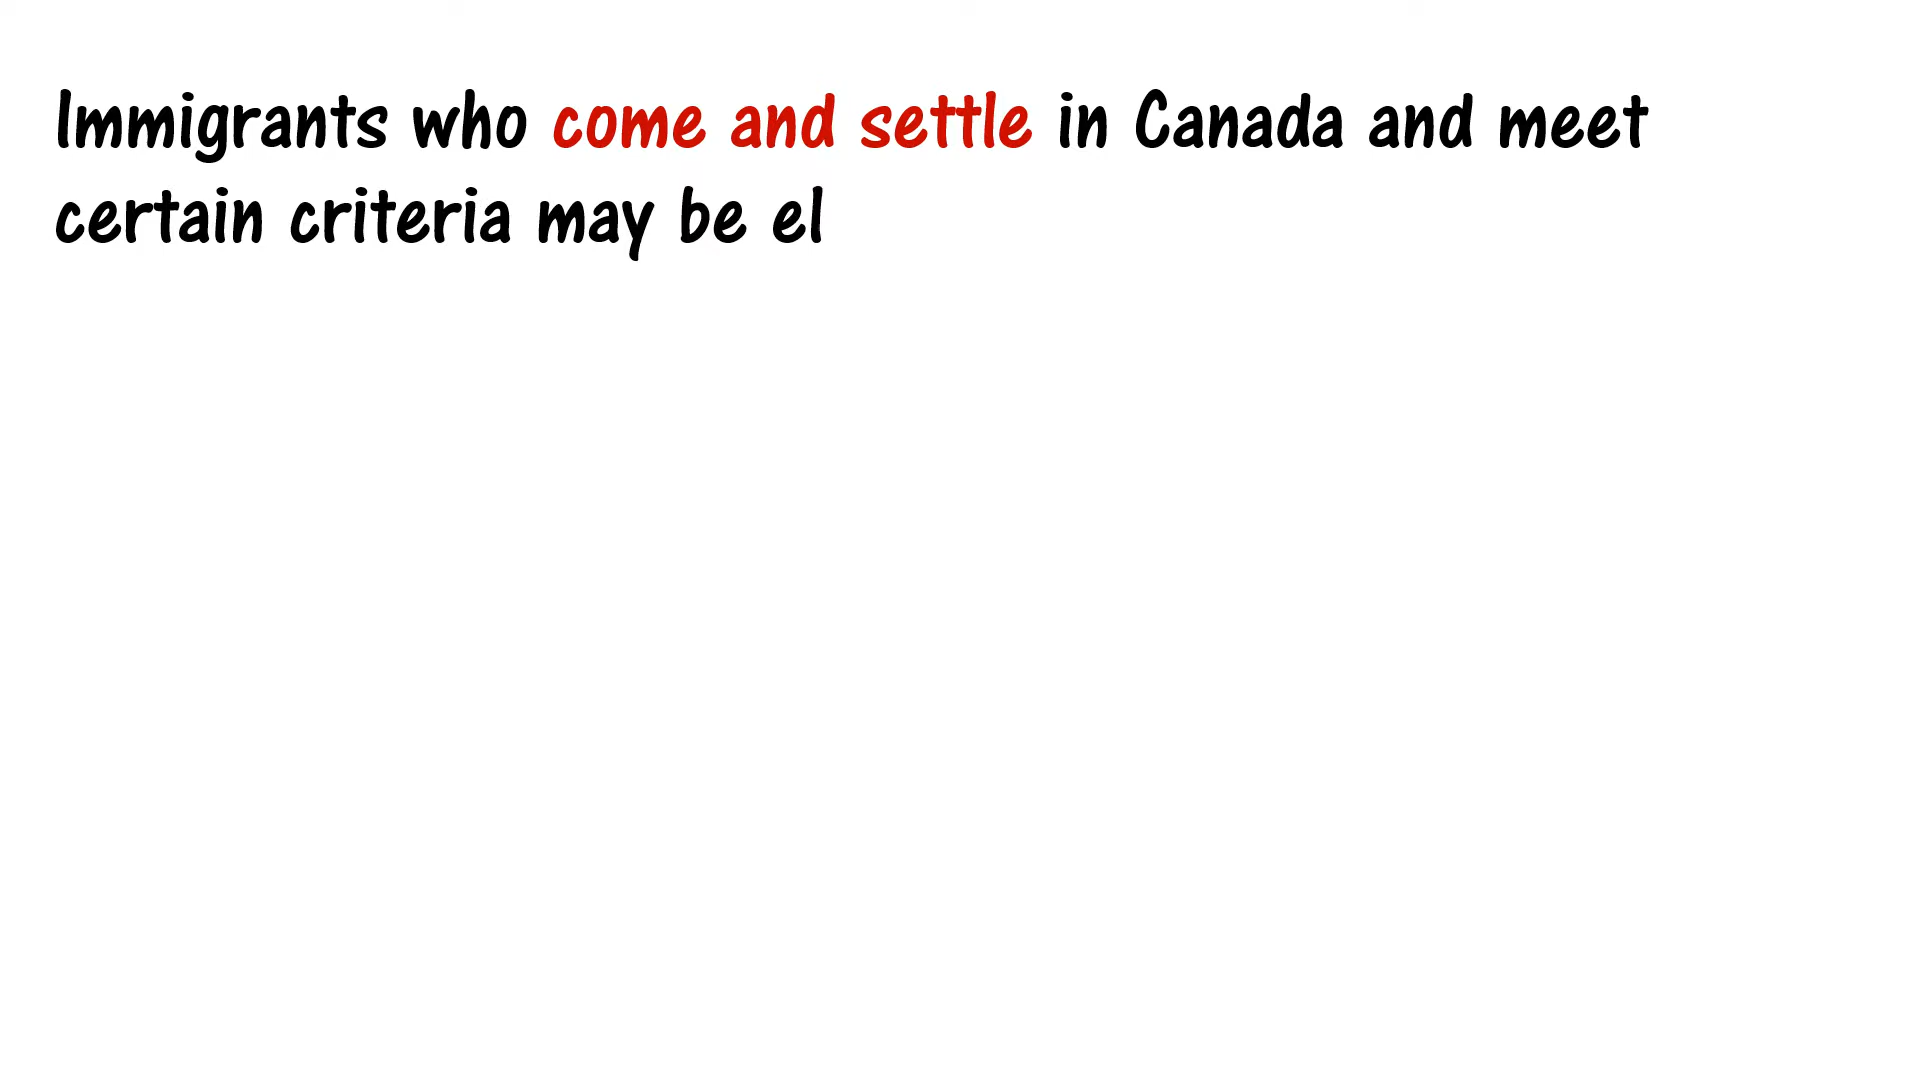 Immigrants who come and settle in Canada and meet
certain criteria may be el